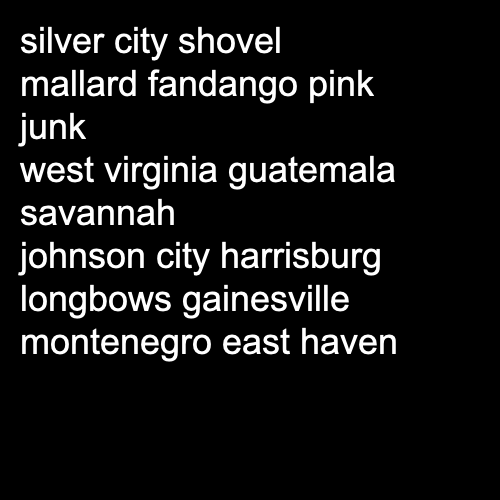 silver city shovel
mallard fandango pink
junk
west virginia guatemala
savannah
johnson city harrisburg
longbows gainesville
montenegro east haven